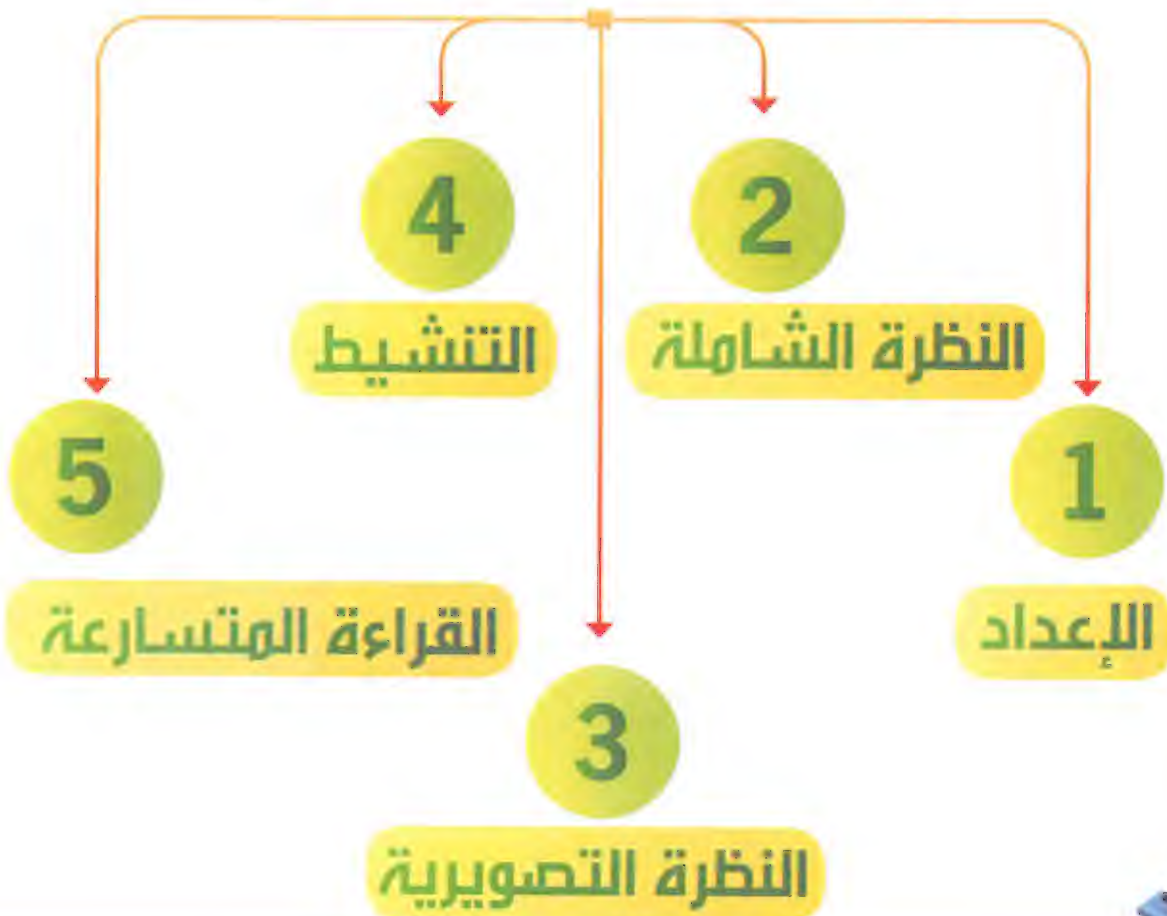 1
الإعداد
2
النظرة الشاملة
3
النظرة التصويرية
4
التنشيط
5
القراءة المتسارعة